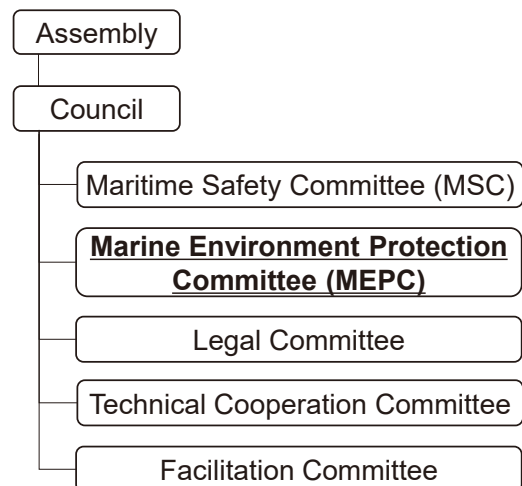 Assembly
Council
Maritime Safety Committee (MSC)
Marine Environment Protection
Committee (MEPC)
Legal Committee
Technical Cooperation Committee
Facilitation Committee